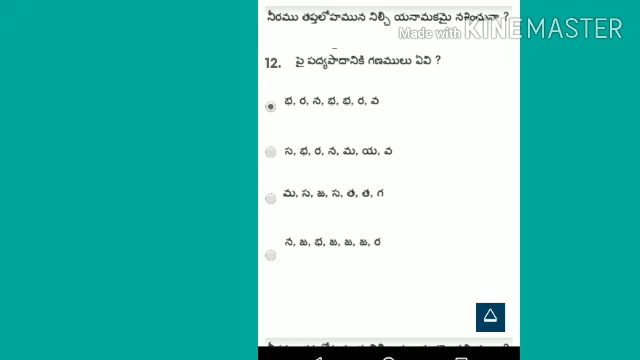 నీరము తప్తలోహమున నిల్చి యనామకమై నశించునా ?
Made with KINEMASTER
12. పై పద్యపాదానికి గణములు ఏవి ?
భ, ర, న, భ, భ, ర, వ
స, భ, ర, న, మ, య, వ
మ, స, జ, స, త, త, గ
న, జ, భ, జ, జ, జ, ర